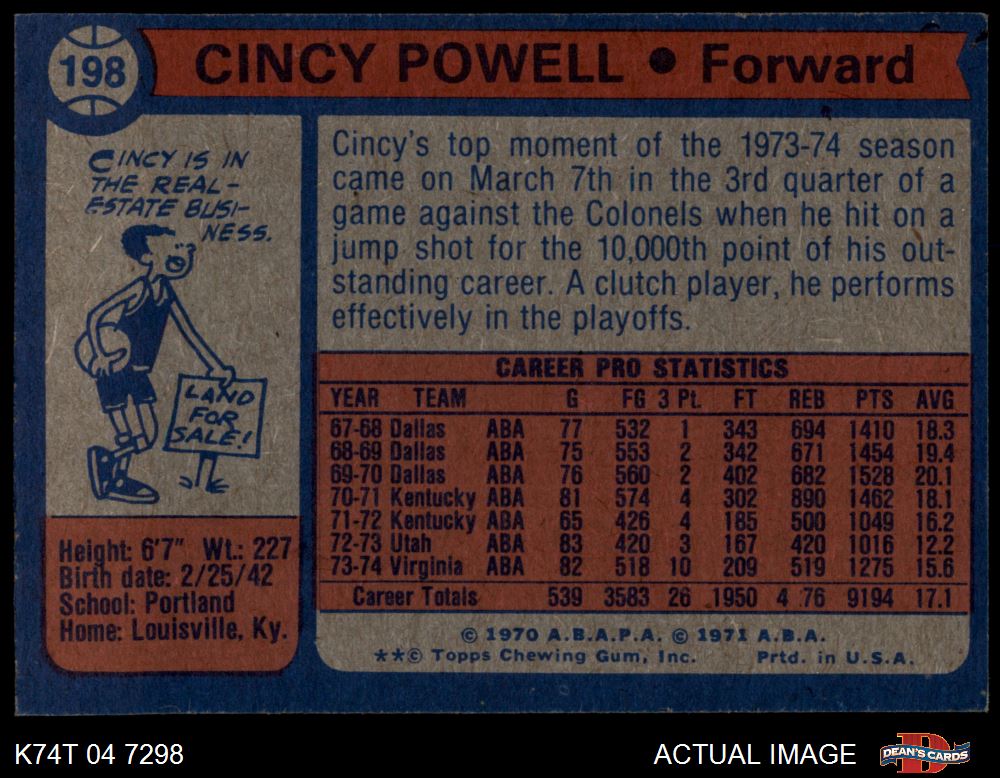 198
CINCY POWELL • Forward
CINCY IS IN
THE REAL-
ESTATE BUSI-
NESS.
LAND
FOR
SALE!
Height: 6'7" Wt.: 227
Birth date: 2/25/42
School: Portland
Home: Louisville, Ky.
Cincy's top moment of the 1973-74 season
came on March 7th in the 3rd quarter of a
game against the Colonels when he hit on a
jump shot for the 10,000th point of his out-
standing career. A clutch player, he performs
effectively in the playoffs.
CAREER PRO STATISTICS
YEAR TEAM G FG 3 Pt. FT REB PTS AVG
67-68 Dallas ABA 77 532 1 343 694 1410 18.3
68-69 Dallas ABA 75 553 2 342 671 1454 19.4
69-70 Dallas ABA 76 560 2 402 682 1528 20.1
70-71 Kentucky ABA 81 574 4 302 890 1462 18.1
71-72 Kentucky ABA 65 426 4 185 500 1049 16.2
72-73 Utah ABA 83 420 3 167 420 1016 12.2
73-74 Virginia ABA 82 518 10 209 519 1275 15.6
Career Totals 539 3583 26 1950 4 76 9194 17.1
© 1970 A.B.A.P.A. © 1971 A.B.A.
**© Topps Chewing Gum, Inc. Prtd. in U.S.A.
K74T 04 7298
ACTUAL IMAGE
DEAN'S CARDS